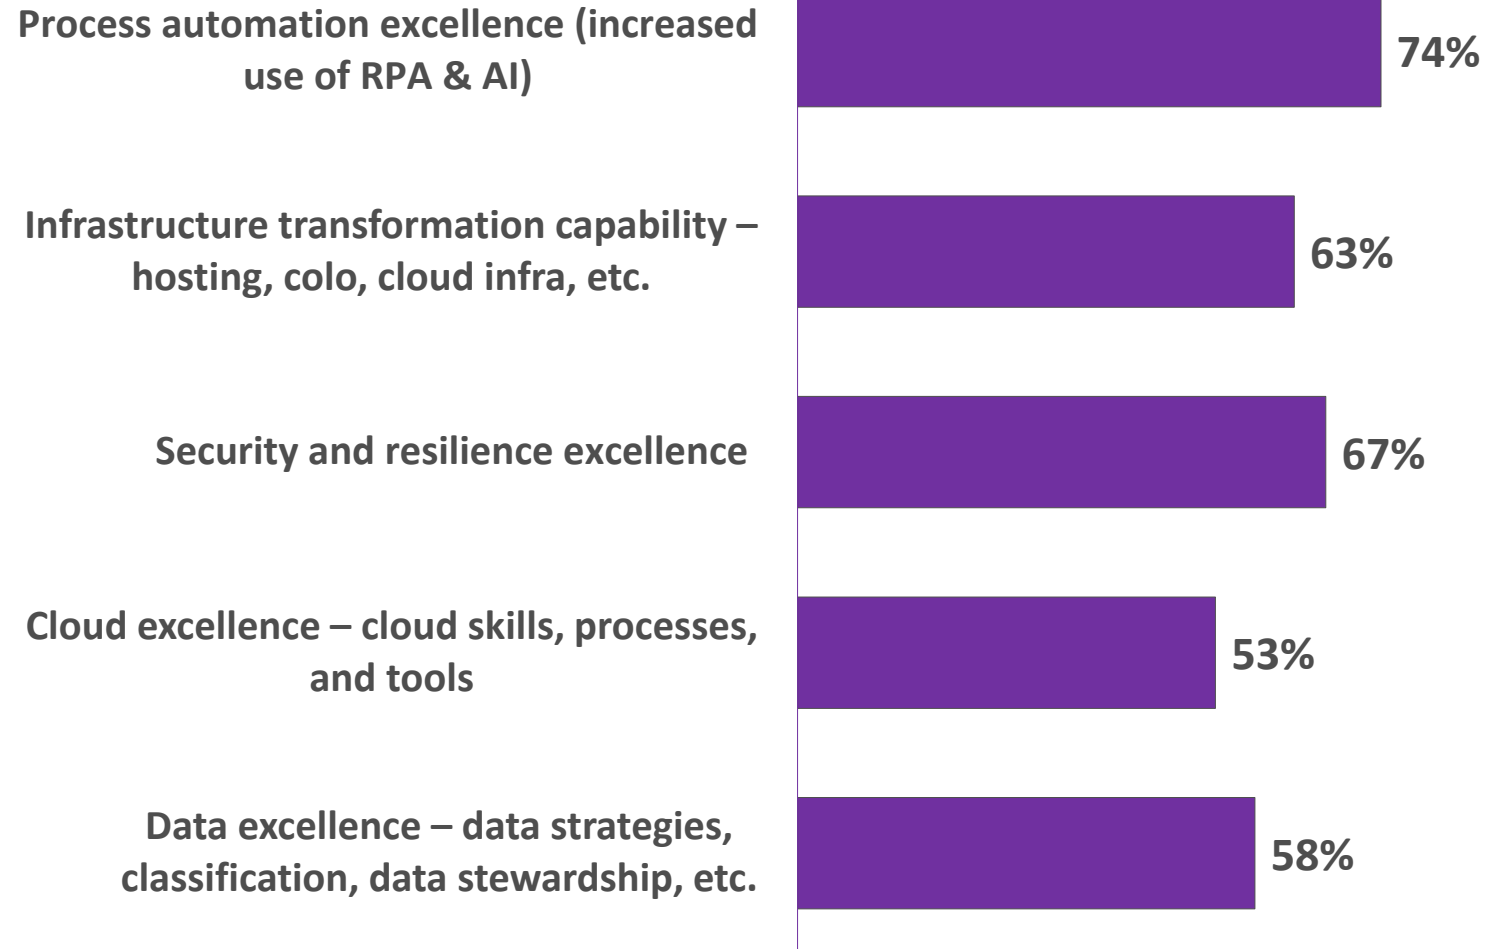 Process automation excellence (increased
use of RPA & AI)
74%
Infrastructure transformation capability –
hosting, colo, cloud infra, etc.
63%
Security and resilience excellence
67%
Cloud excellence – cloud skills, processes,
and tools
53%
Data excellence – data strategies,
classification, data stewardship, etc.
58%